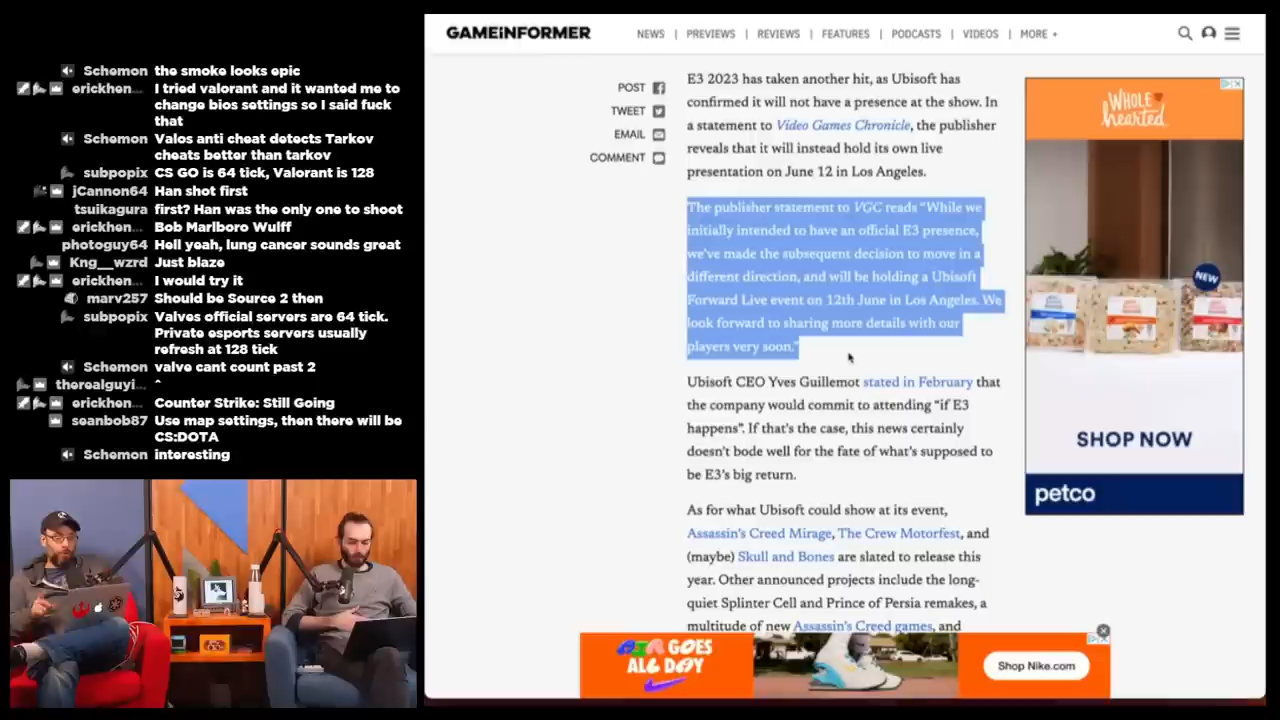 Schemon the smoke looks epic
erickhen... I tried valorant and it wanted me to
change bios settings so I said fuck
that
Schemon Valos anti cheat detects Tarkov
cheats better than tarkov
subpopix CS GO is 64 tick, Valorant is 128
jCannon64 Han shot first
tsuikagura first? Han was the only one to shoot
erickhen... Bob Marlboro Wulff
photoguy64 Hell yeah, lung cancer sounds great
Kng__wzrd Just blaze
erickhen... I would try it
marv257 Should be Source 2 then
subpopix Valves official servers are 64 tick.
Private esports servers usually
refresh at 128 tick
Schemon valve cant count past 2
therealguyi... ^
erickhen... Counter Strike: Still Going
seanbob87 Use map settings, then there will be
CS:DOTA
Schemon interesting
GAMEINFORMER
NEWS | PREVIEWS | REVIEWS | FEATURES | PODCASTS | VIDEOS | MORE +
POST
TWEET
EMAIL
COMMENT
E3 2023 has taken another hit, as Ubisoft has
confirmed it will not have a presence at the show. In
a statement to Video Games Chronicle, the publisher
reveals that it will instead hold its own live
presentation on June 12 in Los Angeles.
The publisher statement to VGC reads “While we
initially intended to have an official E3 presence,
we’ve made the subsequent decision to move in a
different direction, and will be holding a Ubisoft
Forward Live event on 12th June in Los Angeles. We
look forward to sharing more details with our
players very soon.”
Ubisoft CEO Yves Guillemot stated in February that
the company would commit to attending “if E3
happens”. If that’s the case, this news certainly
doesn’t bode well for the fate of what’s supposed to
be E3’s big return.
As for what Ubisoft could show at its event,
Assassin’s Creed Mirage, The Crew Motorfest, and
(maybe) Skull and Bones are slated to release this
year. Other announced projects include the long-
quiet Splinter Cell and Prince of Persia remakes, a
multitude of new Assassin’s Creed games, and
WHOLE
hearted
NEW
SHOP NOW
petco
AIR GOES
ALL DAY
Shop Nike.com